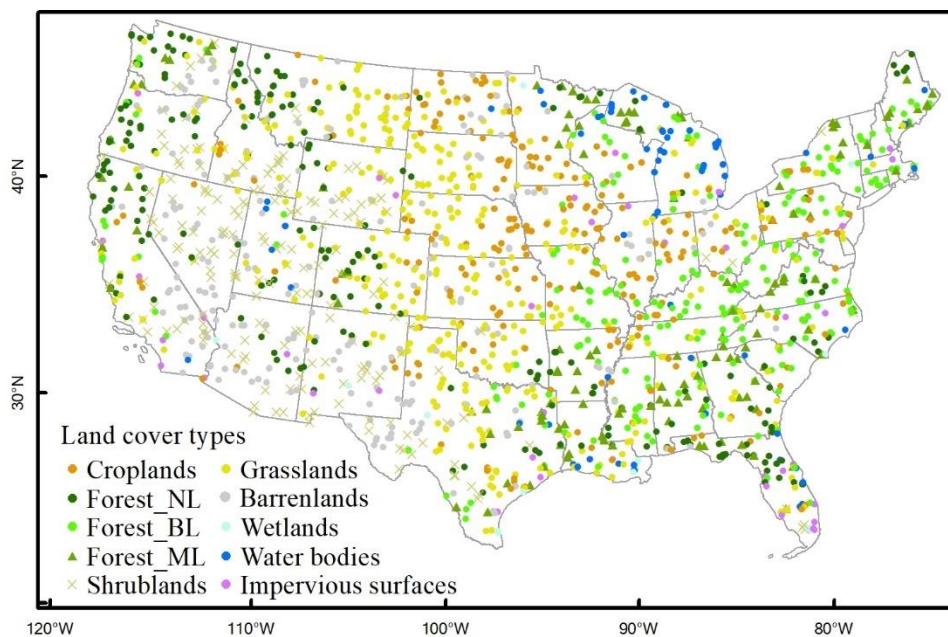 40°N
30°N
Land cover types
Croplands
Grasslands
Forest_NL
Barrenlands
Forest_BL
Wetlands
Forest_ML
Water bodies
Shrublands
Impervious surfaces
120°W
110°W
100°W
90°W
80°W